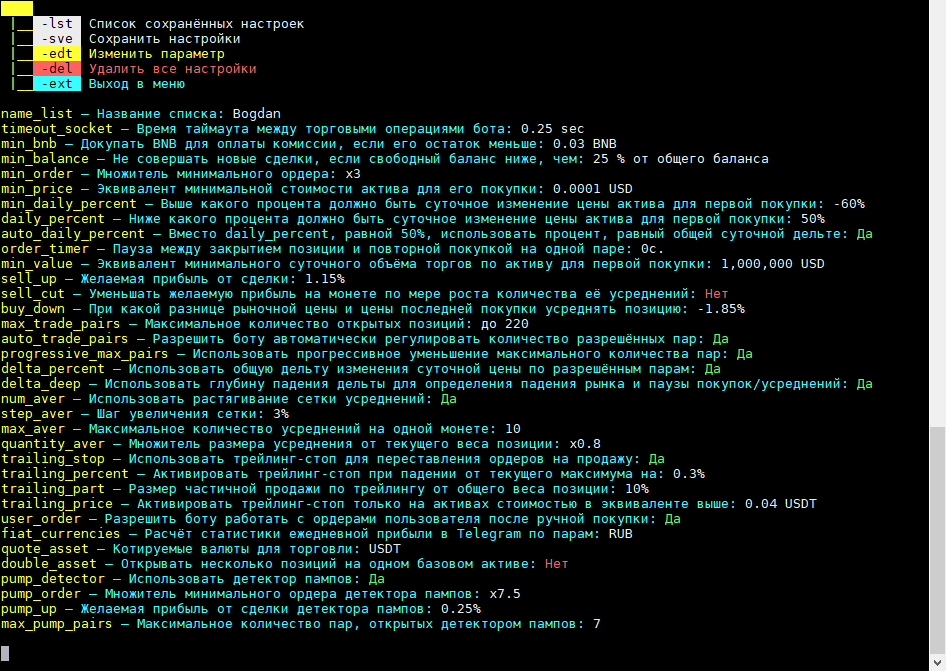 -lst Список сохранённых настроек
-sve Сохранить настройки
-edt Изменить параметр
-del Удалить все настройки
-ext Выход в меню
name_list – Название списка: Bogdan
timeout_socket – Время таймаута между торговыми операциями бота: 0.25 sec
min_bnb – Докупать BNB для оплаты комиссии, если его остаток меньше: 0.03 BNB
min_balance – Не совершать новые сделки, если свободный баланс ниже, чем: 25 % от общего баланса
min_order – Множитель минимального ордера: x3
min_price – Эквивалент минимальной стоимости актива для его покупки: 0.0001 USD
min_daily_percent – Выше какого процента должно быть суточное изменение цены актива для первой покупки: -60%
daily_percent – Ниже какого процента должно быть суточное изменение цены актива для первой покупки: 50%
auto_daily_percent – Вместо daily_percent, равной 50%, использовать процент, равный общей суточной дельте: Да
order_timer – Пауза между закрытием позиции и повторной покупкой на одной паре: 0с.
min_value – Эквивалент минимального суточного объёма торгов по активу для первой покупки: 1,000,000 USD
sell_up – Желаемая прибыль от сделки: 1.15%
sell_cut – Уменьшать желаемую прибыль на монете по мере роста количества её усреднений: Нет
buy_down – При какой разнице рыночной цены и цены последней покупки усреднять позицию: -1.85%
max_trade_pairs – Максимальное количество открытых позиций: до 220
auto_trade_pairs – Разрешить боту автоматически регулировать количество разрешённых пар: Да
progressive_max_pairs – Использовать прогрессивное уменьшение максимального количества пар: Да
delta_percent – Использовать общую дельту изменения суточной цены по разрешённым парам: Да
delta_deep – Использовать глубину падения дельты для определения падения рынка и паузы покупок/усреднений: Да
num_aver – Использовать растягивание сетки усреднений: Да
step_aver – Шаг увеличения сетки: 3%
max_aver – Максимальное количество усреднений на одной монете: 10
quantity_aver – Множитель размера усреднения от текущего веса позиции: x0.8
trailing_stop – Использовать трейлинг-стоп для переставления ордеров на продажу: Да
trailing_percent – Активировать трейлинг-стоп при падении от текущего максимума на: 0.3%
trailing_part – Размер частичной продажи по трейлингу от общего веса позиции: 10%
trailing_price – Активировать трейлинг-стоп только на активах стоимостью в эквиваленте выше: 0.04 USDT
user_order – Разрешить боту работать с ордерами пользователя после ручной покупки: Да
fiat_currencies – Расчёт статистики ежедневной прибыли в Telegram по парам: RUB
quote_asset – Котируемые валюты для торговли: USDT
double_asset – Открывать несколько позиций на одном базовом активе: Нет
pump_detector – Использовать детектор пампов: Да
pump_order – Множитель минимального ордера детектора пампов: x7.5
pump_up – Желаемая прибыль от сделки детектора пампов: 0.25%
max_pump_pairs – Максимальное количество пар, открытых детектором пампов: 7